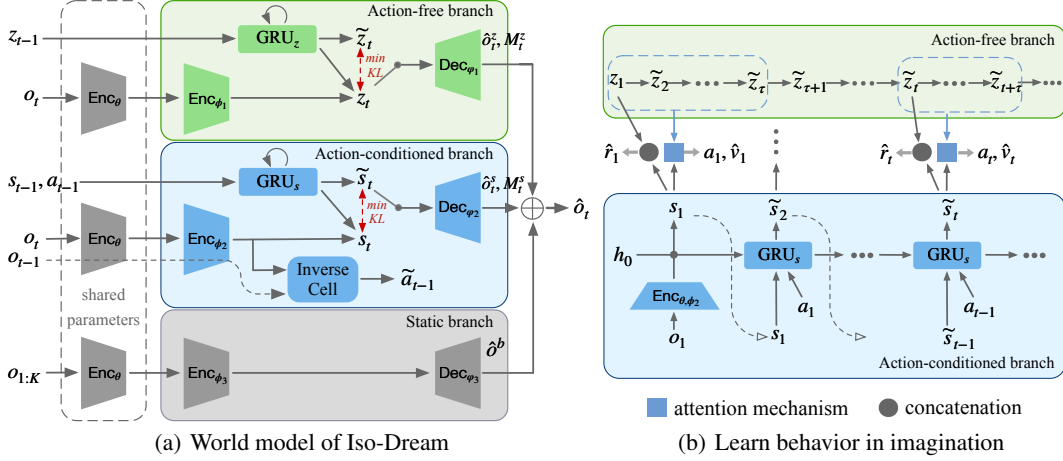 Action-free branch
z_{t-1}
GRU_z
z̃_t
ô_t^z, M_t^z
min
KL
Dec_{φ1}
o_t
Enc_θ
Enc_{ϕ1}
z_t
Action-conditioned branch
s_{t-1}, a_{t-1}
GRU_s
s̃_t
ô_t^s, M_t^s
min
KL
Dec_{φ2}
ô_t
o_t
Enc_θ
Enc_{ϕ2}
s_t
o_{t-1}
Inverse
Cell
ã_{t-1}
shared
parameters
Static branch
ô^b
o_{1:K}
Enc_θ
Enc_{ϕ3}
Dec_{φ3}
(a) World model of Iso-Dream
Action-free branch
z_1 z̃_2 z̃_τ z̃_{τ+1} z̃_t z̃_{t+τ}
r̂_1 a_1, v̂_1 r̂_t a_t, v̂_t
s_1 s̃_2 s̃_t
h_0 GRU_s GRU_s
Enc_{θ,ϕ2}
a_1 a_{t-1}
o_1 s_1 s̃_{t-1}
Action-conditioned branch
attention mechanism concatenation
(b) Learn behavior in imagination